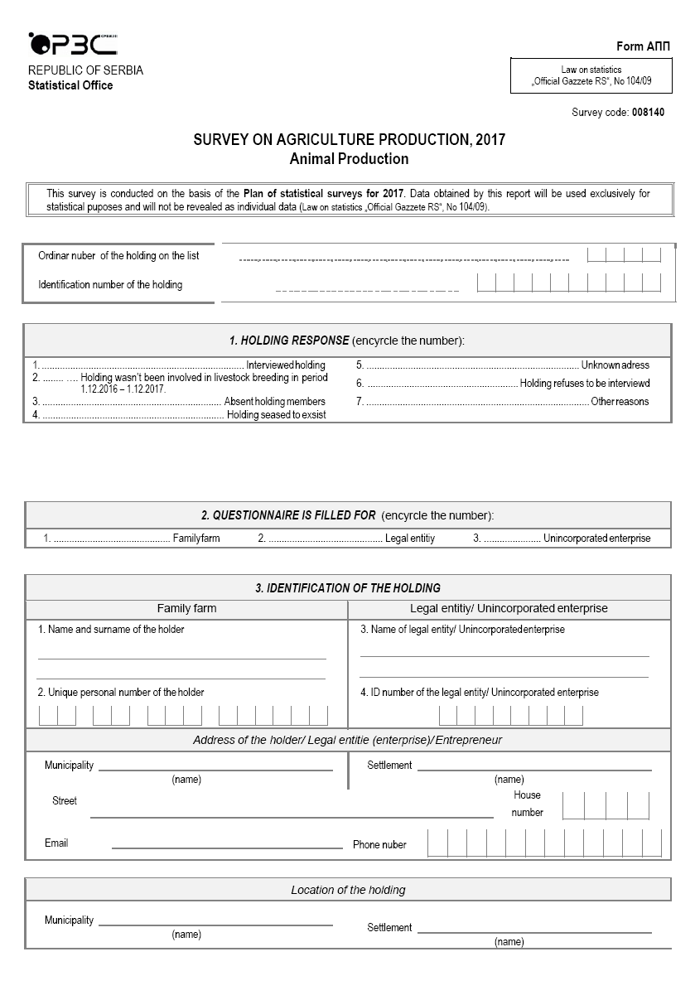 РЗС СРБИЈЕ
Form АПП
REPUBLIC OF SERBIA
Statistical Office
Law on statistics
„Official Gazzete RS“, No 104/09
Survey code: 008140
SURVEY ON AGRICULTURE PRODUCTION, 2017
Animal Production
This survey is conducted on the basis of the Plan of statistical surveys for 2017. Data obtained by this report will be used exclusively for
statistical puposes and will not be revealed as individual data (Law on statistics „Official Gazzete RS“, No 104/09).
Ordinar nuber of the holding on the list
Identification number of the holding
1. HOLDING RESPONSE (encyrcle the number):
1. ............................................................................ Interviewed holding
2. ........ .... Holding wasn’t been involved in livestock breeding in period
1.12.2016 – 1.12.2017.
3. .................................................................... Absent holding members
4. ..................................................................... Holding seased to exsist
5. ................................................................................ Unknown adress
6. ......................................................... Holding refuses to be interviewd
7. .................................................................................... Other reasons
2. QUESTIONNAIRE IS FILLED FOR (encyrcle the number):
1. ............................................ Family farm
2. ............................................ Legal entitiy
3. ...................... Unincorporated enterprise
3. IDENTIFICATION OF THE HOLDING
Family farm
Legal entitiy/ Unincorporated enterprise
1. Name and surname of the holder
3. Name of legal entity/ Unincorporated enterprise
2. Unique personal number of the holder
4. ID number of the legal entity/ Unincorporated enterprise
Address of the holder/ Legal entitie (enterprise)/ Entrepreneur
Municipality
(name)
Settlement
(name)
Street
House
number
Email
Phone nuber
Location of the holding
Municipality
(name)
Settlement
(name)